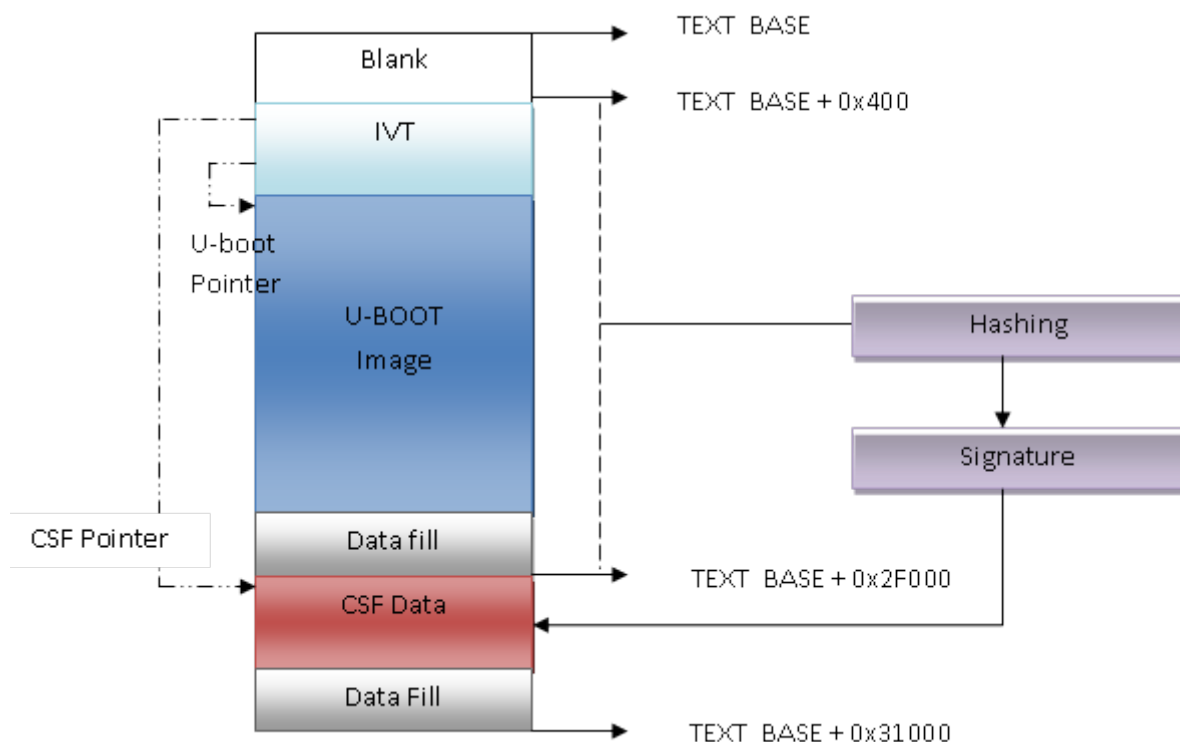 TEXT BASE
Blank
TEXT BASE + 0x400
IVT
U-boot
Pointer
U-BOOT
Image
Hashing
Signature
CSF Pointer
Data fill
TEXT BASE + 0x2F000
CSF Data
Data Fill
TEXT BASE + 0x31000